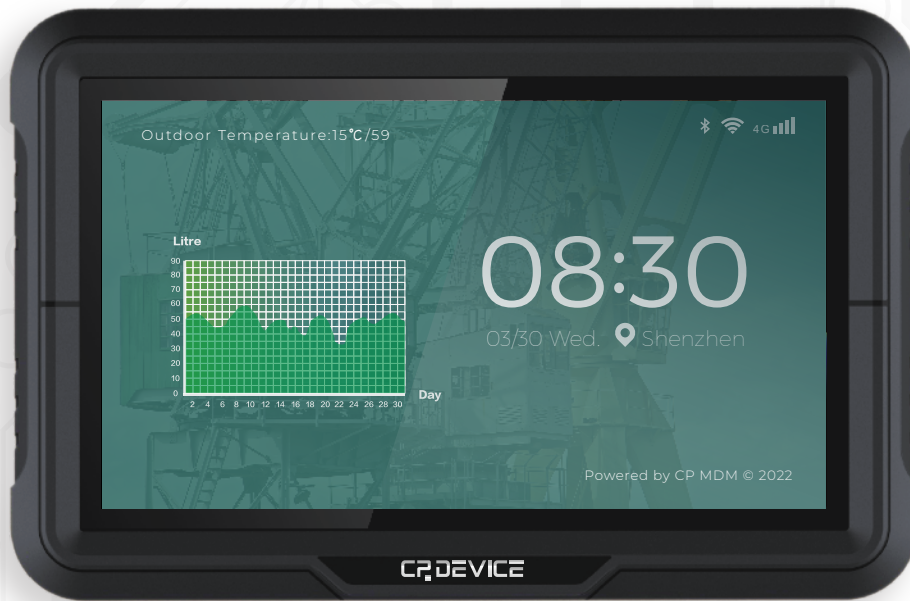 Outdoor Temperature:15℃/59
4G
Litre
90
80
70
60
50
40
30
20
10
0
2 4 6 8 10 12 14 16 18 20 22 24 26 28 30
Day
08:30
03/30 Wed. Shenzhen
Powered by CP MDM © 2022
CP DEVICE